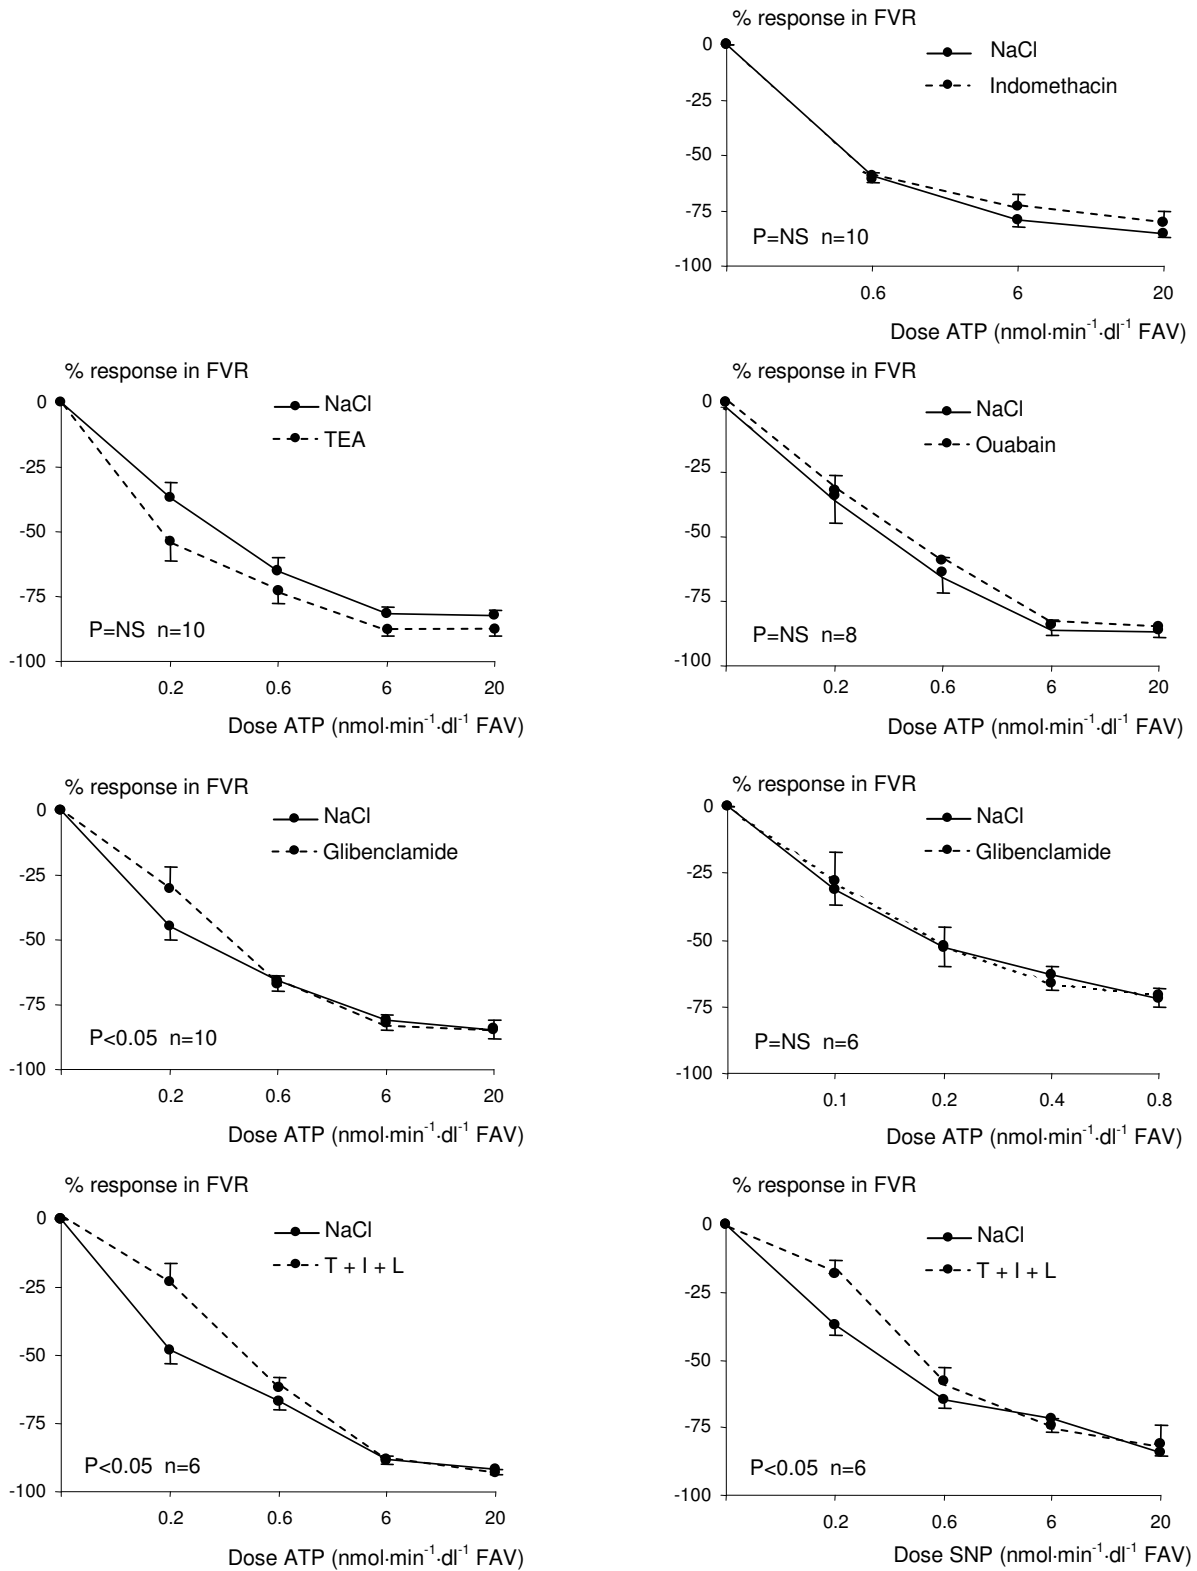 % response in FVR
0
-25
-50
-75
-100
NaCl
Indomethacin
P=NS n=10
0.6 6 20
Dose ATP (nmol·min⁻¹·dl⁻¹ FAV)
% response in FVR
0
-25
-50
-75
-100
NaCl
TEA
P=NS n=10
0.2 0.6 6 20
Dose ATP (nmol·min⁻¹·dl⁻¹ FAV)
% response in FVR
0
-25
-50
-75
-100
NaCl
Ouabain
P=NS n=8
0.2 0.6 6 20
Dose ATP (nmol·min⁻¹·dl⁻¹ FAV)
% response in FVR
0
-25
-50
-75
-100
NaCl
Glibenclamide
P<0.05 n=10
0.2 0.6 6 20
Dose ATP (nmol·min⁻¹·dl⁻¹ FAV)
% response in FVR
0
-25
-50
-75
-100
NaCl
Glibenclamide
P=NS n=6
0.1 0.2 0.4 0.8
Dose ATP (nmol·min⁻¹·dl⁻¹ FAV)
% response in FVR
0
-25
-50
-75
-100
NaCl
T + I + L
P<0.05 n=6
0.2 0.6 6 20
Dose ATP (nmol·min⁻¹·dl⁻¹ FAV)
% response in FVR
0
-25
-50
-75
-100
NaCl
T + I + L
P<0.05 n=6
0.2 0.6 6 20
Dose SNP (nmol·min⁻¹·dl⁻¹ FAV)